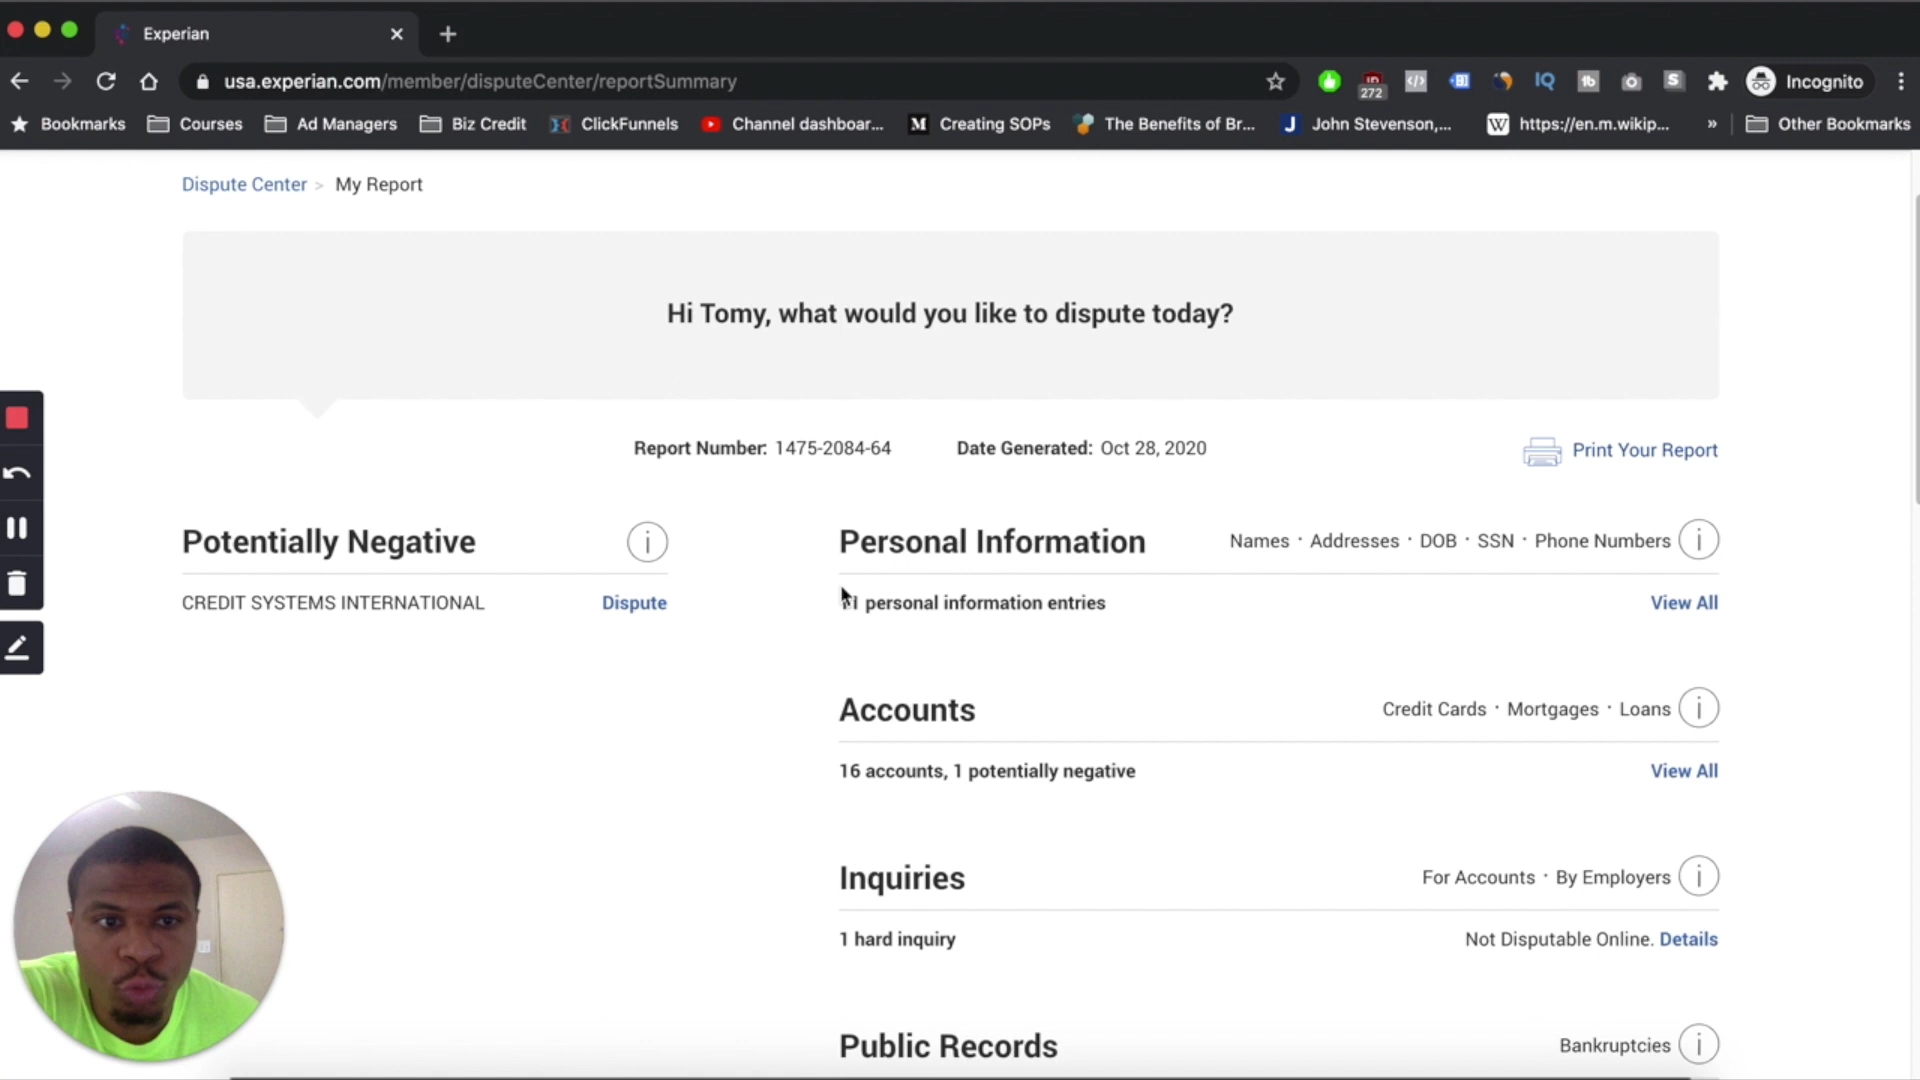 Experian
usa.experian.com/member/disputeCenter/reportSummary
272
IQ
tb
S
Incognito
Bookmarks
Courses
Ad Managers
Biz Credit
ClickFunnels
Channel dashboar...
M
Creating SOPs
The Benefits of Br...
J
John Stevenson,...
W
https://en.m.wikip...
»
Other Bookmarks
Dispute Center > My Report
Hi Tomy, what would you like to dispute today?
Report Number: 1475-2084-64
Date Generated: Oct 28, 2020
Print Your Report
Potentially Negative
i
CREDIT SYSTEMS INTERNATIONAL
Dispute
Personal Information
Names · Addresses · DOB · SSN · Phone Numbers
i
personal information entries
View All
Accounts
Credit Cards · Mortgages · Loans
i
16 accounts, 1 potentially negative
View All
Inquiries
For Accounts · By Employers
i
1 hard inquiry
Not Disputable Online. Details
Public Records
Bankruptcies
i